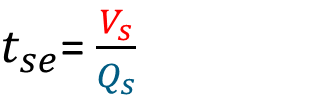 t_se = V_s / Q_s